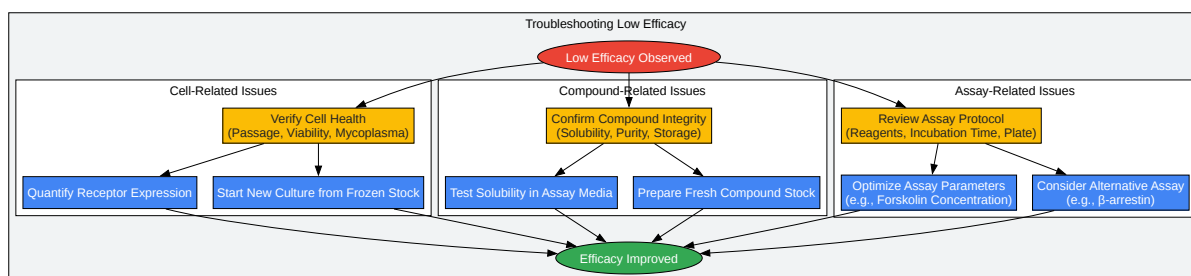 Troubleshooting Low Efficacy
Low Efficacy Observed
Cell-Related Issues
Compound-Related Issues
Assay-Related Issues
Verify Cell Health
(Passage, Viability, Mycoplasma)
Confirm Compound Integrity
(Solubility, Purity, Storage)
Review Assay Protocol
(Reagents, Incubation Time, Plate)
Quantify Receptor Expression
Start New Culture from Frozen Stock
Test Solubility in Assay Media
Prepare Fresh Compound Stock
Optimize Assay Parameters
(e.g., Forskolin Concentration)
Consider Alternative Assay
(e.g., β-arrestin)
Efficacy Improved